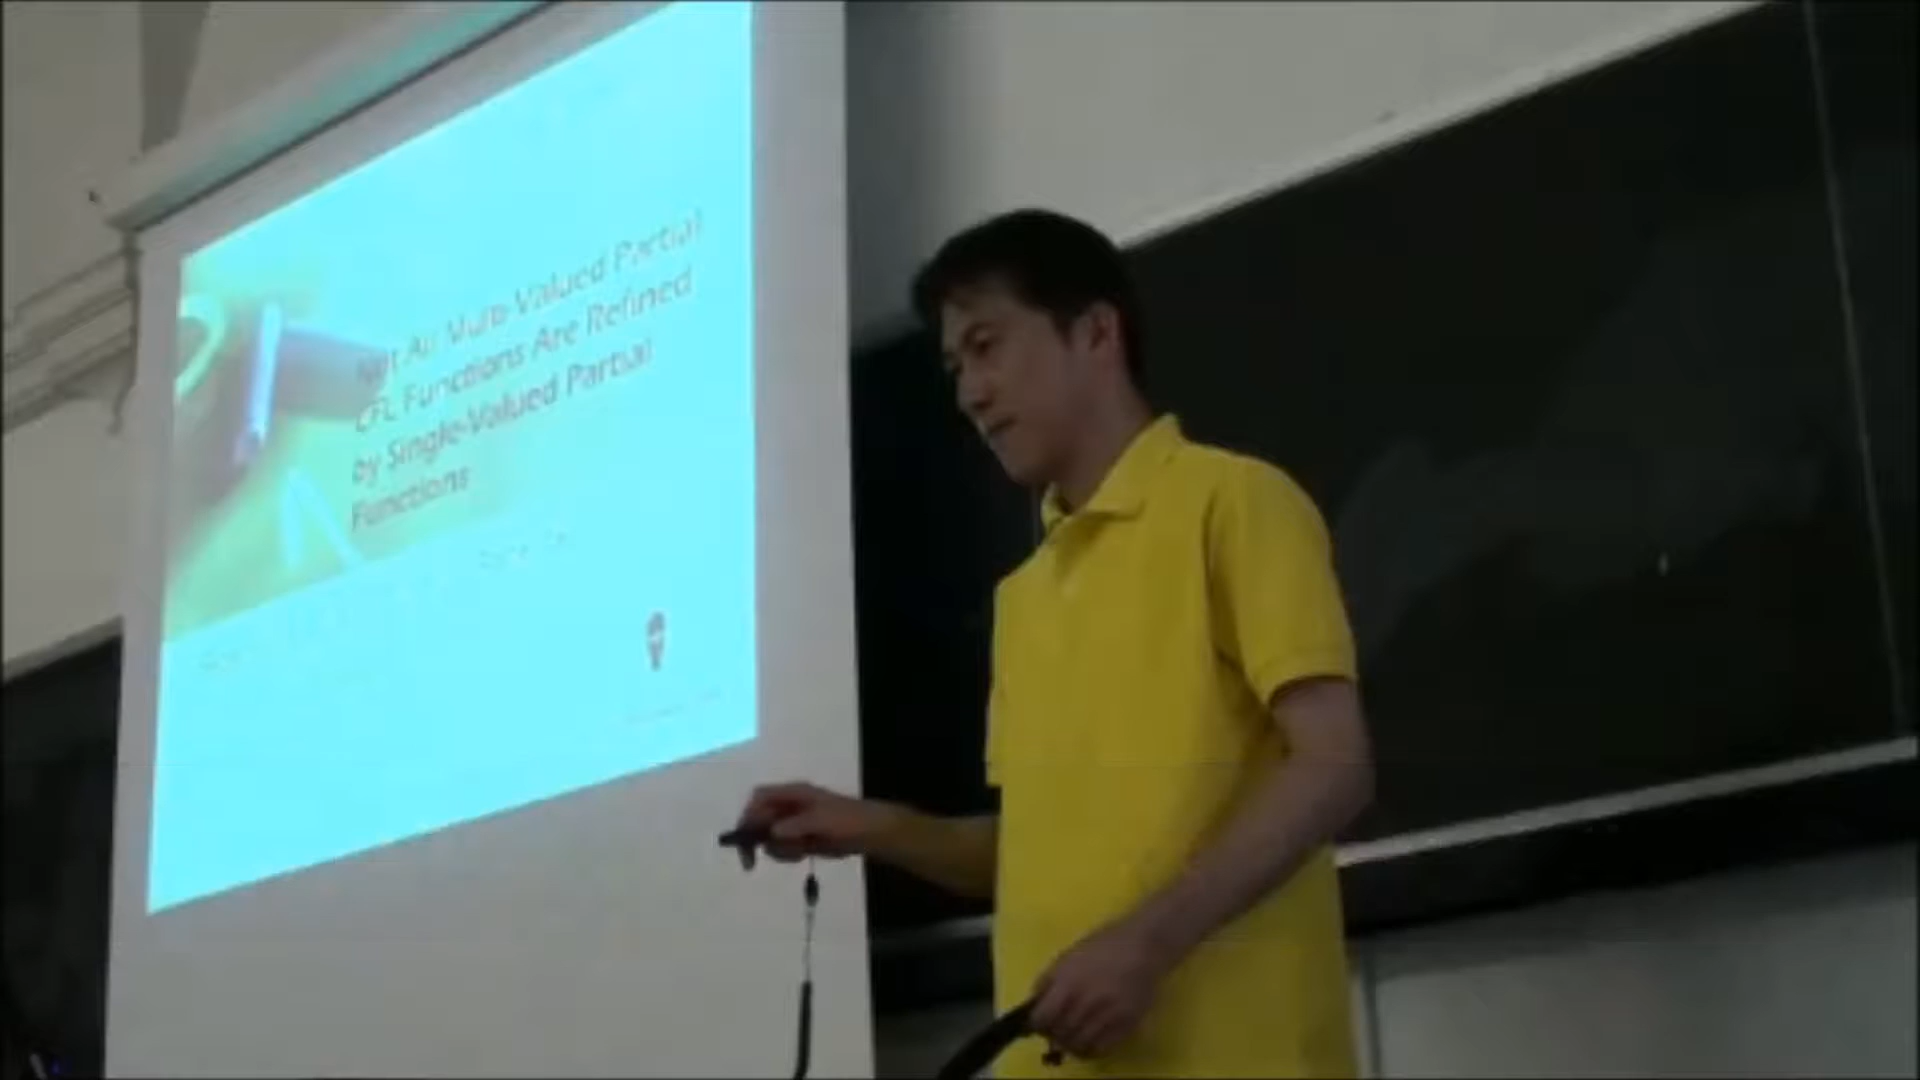 Not All Multi-Valued Partial
CFL Functions Are Refined
by Single-Valued Partial
Functions